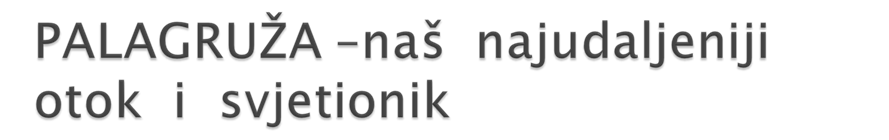 PALAGRUŽA –naš najudaljeniji
otok i svjetionik